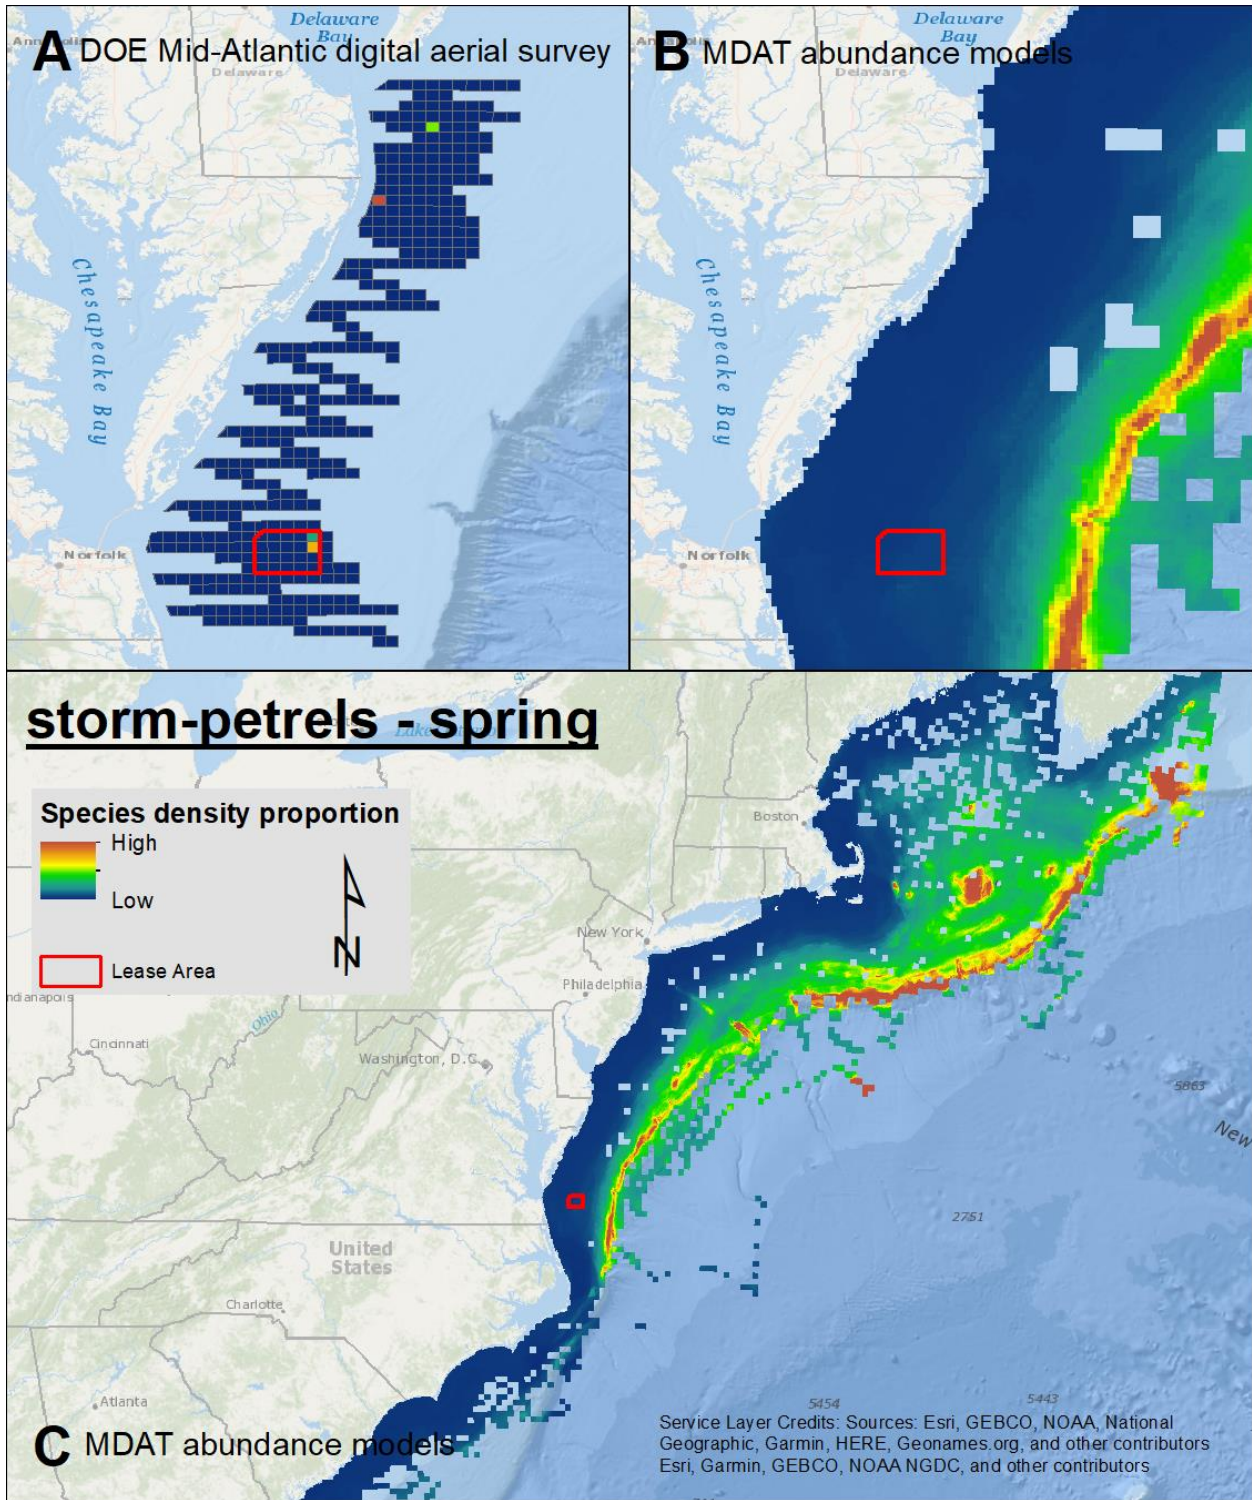 A DOE Mid-Atlantic digital aerial survey
Delaware
Bay
Delaware
Chesapeake Bay
Norfolk
B MDAT abundance models
Delaware
Bay
Delaware
Chesapeake Bay
Norfolk
storm-petrels - spring
Species density proportion
High
Low
N
Lease Area
Boston
New York
Philadelphia
ndianapolis
Ohio
Cincinnati
Washington, D.C.
United
States
Charlotte
Atlanta
5863
New
2751
5454
5443
C MDAT abundance models
Service Layer Credits: Sources: Esri, GEBCO, NOAA, National
Geographic, Garmin, HERE, Geonames.org, and other contributors
Esri, Garmin, GEBCO, NOAA NGDC, and other contributors